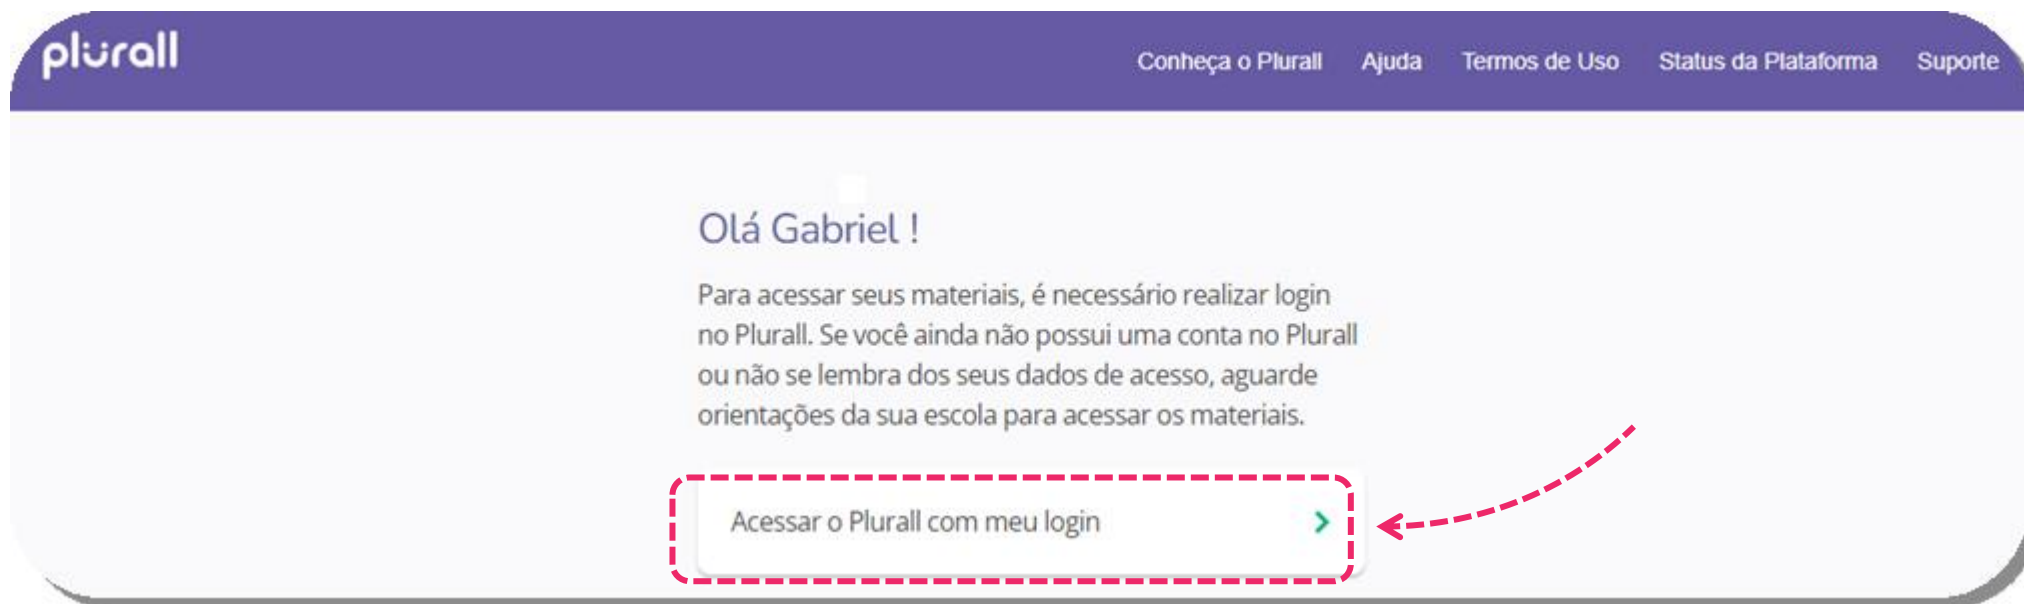 plurall
Conheça o Plurall Ajuda Termos de Uso Status da Plataforma Suporte
Olá Gabriel !
Para acessar seus materiais, é necessário realizar login
no Plurall. Se você ainda não possui uma conta no Plurall
ou não se lembra dos seus dados de acesso, aguarde
orientações da sua escola para acessar os materiais.
Acessar o Plurall com meu login